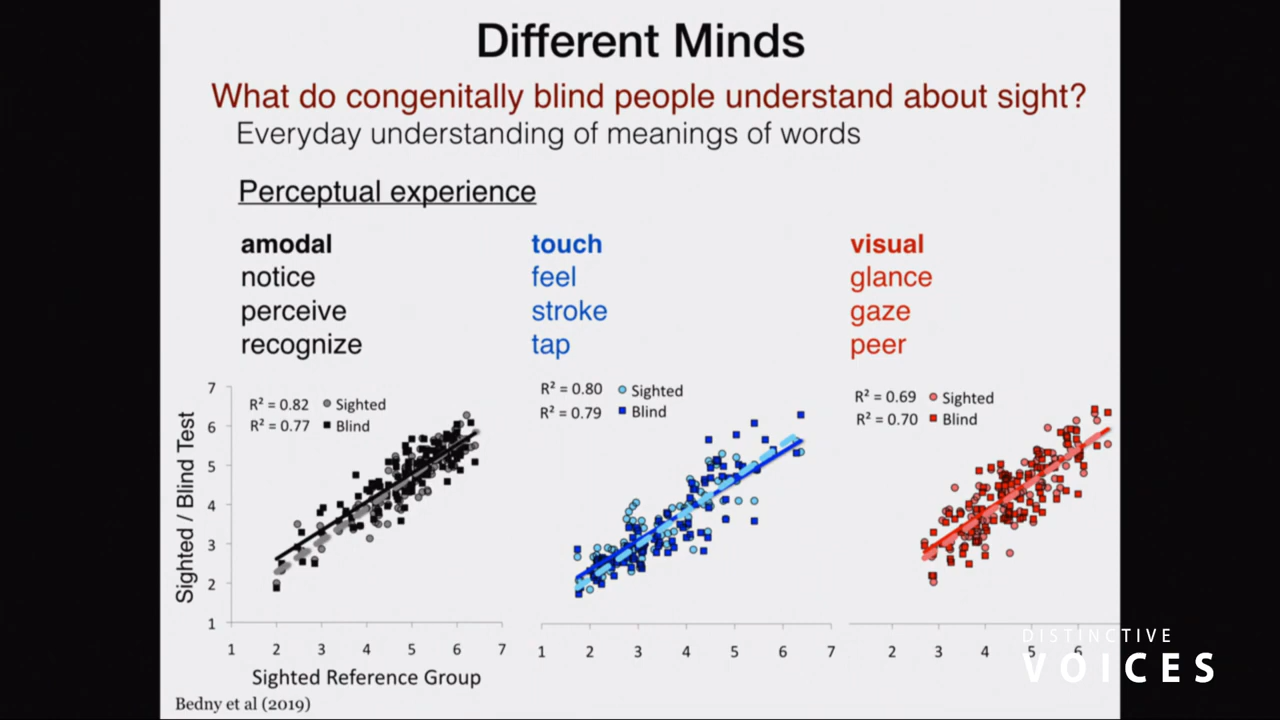 Different Minds
What do congenitally blind people understand about sight?
Everyday understanding of meanings of words
Perceptual experience
amodal
notice
perceive
recognize
touch
feel
stroke
tap
visual
glance
gaze
peer
Sighted / Blind Test
7
6
5
4
3
2
1
R² = 0.82 Sighted
R² = 0.77 Blind
1 2 3 4 5 6 7
Sighted Reference Group
R² = 0.80 Sighted
R² = 0.79 Blind
1 2 3 4 5 6 7
R² = 0.69 Sighted
R² = 0.70 Blind
2 3 4 5 6
Bedny et al (2019)
DISTINCTIVE
VOICES